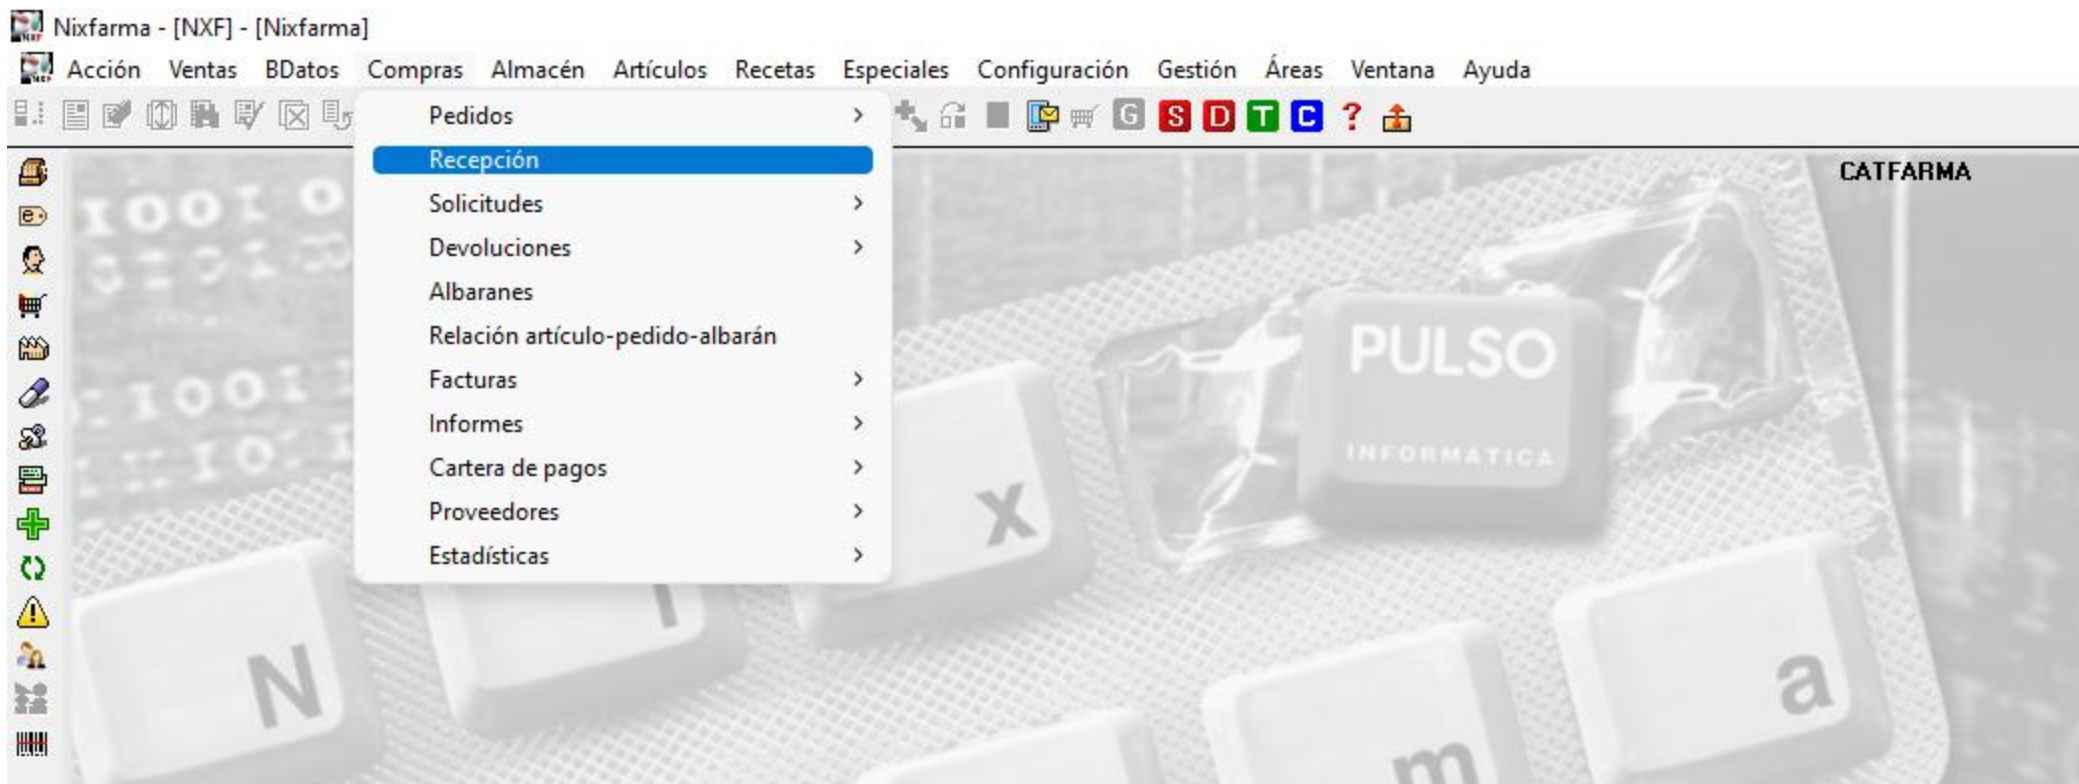 Nixfarma - [NXF] - [Nixfarma]
Acción Ventas BDatos Compras Almacén Artículos Recetas Especiales Configuración Gestión Áreas Ventana Ayuda
G S D T C ?
CATFARMA
Pedidos
Recepción
Solicitudes
Devoluciones
Albaranes
Relación artículo-pedido-albarán
Facturas
Informes
Cartera de pagos
Proveedores
Estadísticas
PULSO
INFORMATICA
N i x
m a